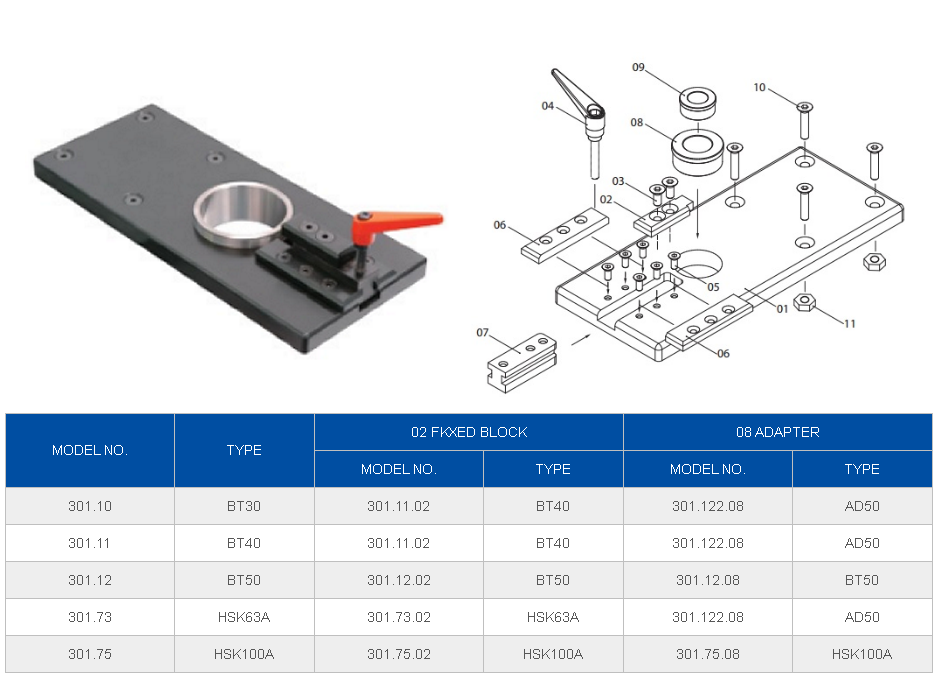 09
10
04
08
03
02
06
05
01
11
07
06
MODEL NO. TYPE 02 FKXED BLOCK 08 ADAPTER
MODEL NO. TYPE MODEL NO. TYPE
301.10 BT30 301.11.02 BT40 301.122.08 AD50
301.11 BT40 301.11.02 BT40 301.122.08 AD50
301.12 BT50 301.12.02 BT50 301.12.08 BT50
301.73 HSK63A 301.73.02 HSK63A 301.122.08 AD50
301.75 HSK100A 301.75.02 HSK100A 301.75.08 HSK100A